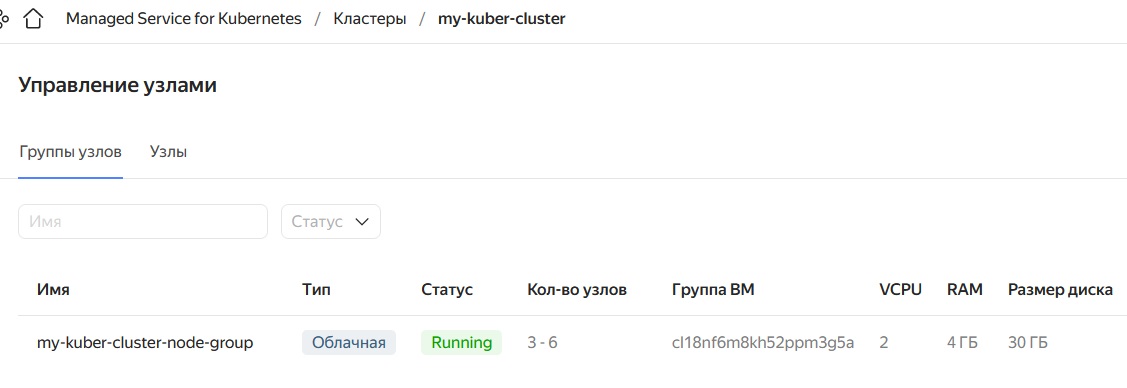 Managed Service for Kubernetes / Кластеры / my-kuber-cluster
Управление узлами
Группы узлов Узлы
Имя Статус
Имя Тип Статус Кол-во узлов Группа ВМ VCPU RAM Размер диска
my-kuber-cluster-node-group Облачная Running 3 - 6 cl18nf6m8kh52ppm3g5a 2 4 ГБ 30 ГБ